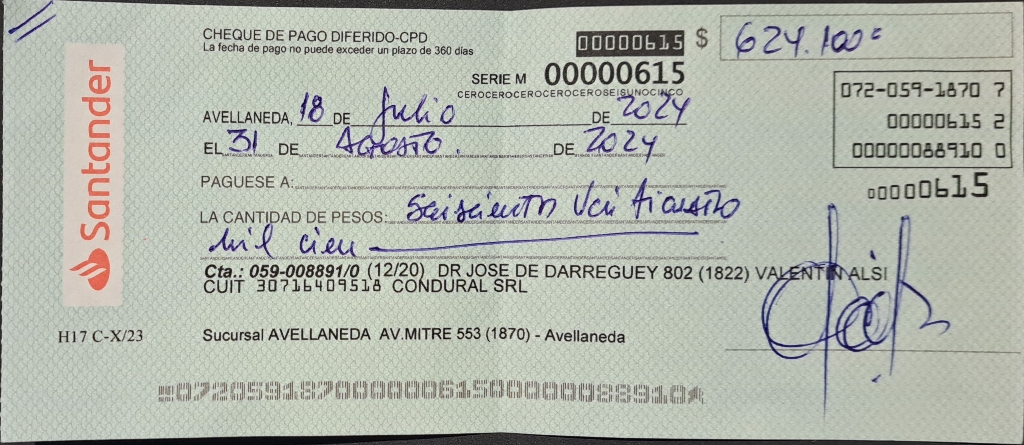 Santander
CHEQUE DE PAGO DIFERIDO-CPD
La fecha de pago no puede exceder un plazo de 360 días
00000615 $ 624.100=
SERIE M 00000615
CEROCEROCEROCEROCEROSEISUNOCINCO
072-059-1870 7
00000615 2
00000088910 0
00000615
AVELLANEDA, 18 DE Julio DE 2024
EL 31 DE AGOSTO. DE 2024
PAGUESE A:
LA CANTIDAD DE PESOS: Seiscientos Veinticuatro
mil cien
Cta.: 059-008891/0 (12/20) DR JOSE DE DARREGUEY 802 (1822) VALENTIN ALSI
CUIT 30716409518 CONDURAL SRL
H17 C-X/23
Sucursal AVELLANEDA AV.MITRE 553 (1870) - Avellaneda
07205918700000061500000088910